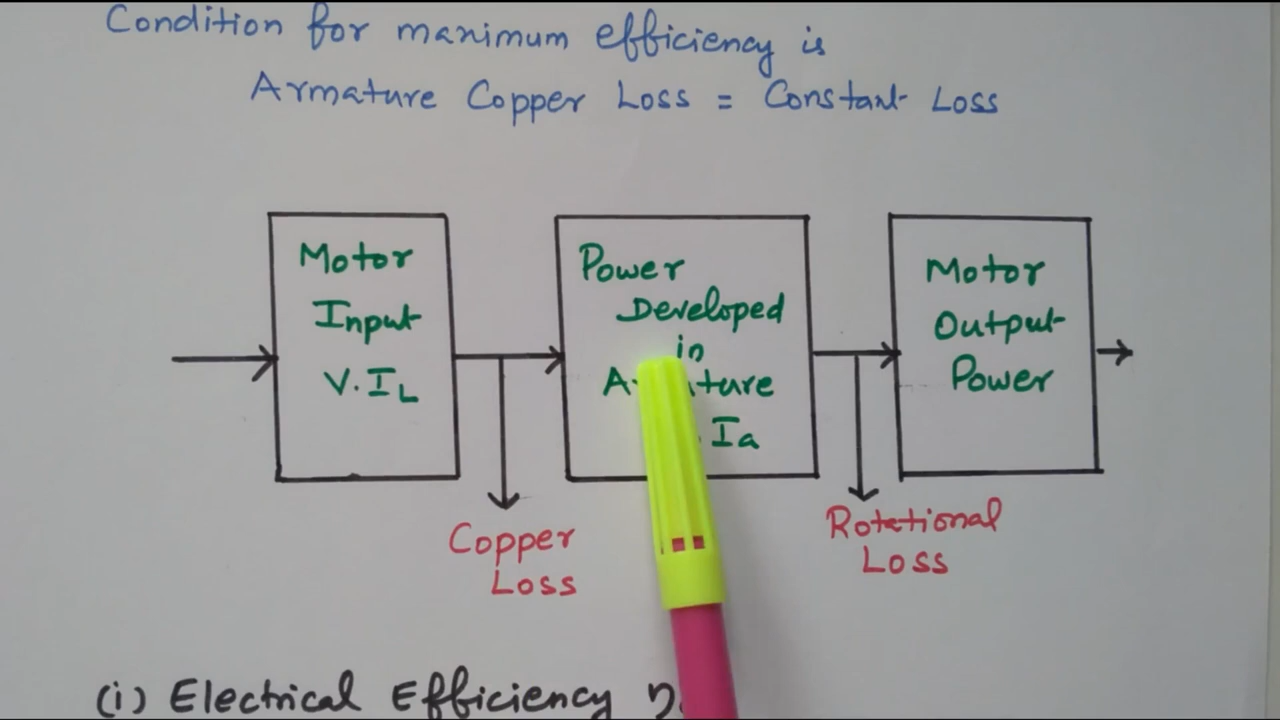 Condition for maximum efficiency is
Armature Copper Loss = Constant Loss
Motor
Input
V.IL
Power
Developed
in
Ia
Motor
Output
Power
Copper
Loss
Rotational
Loss
(i) Electrical Efficiency